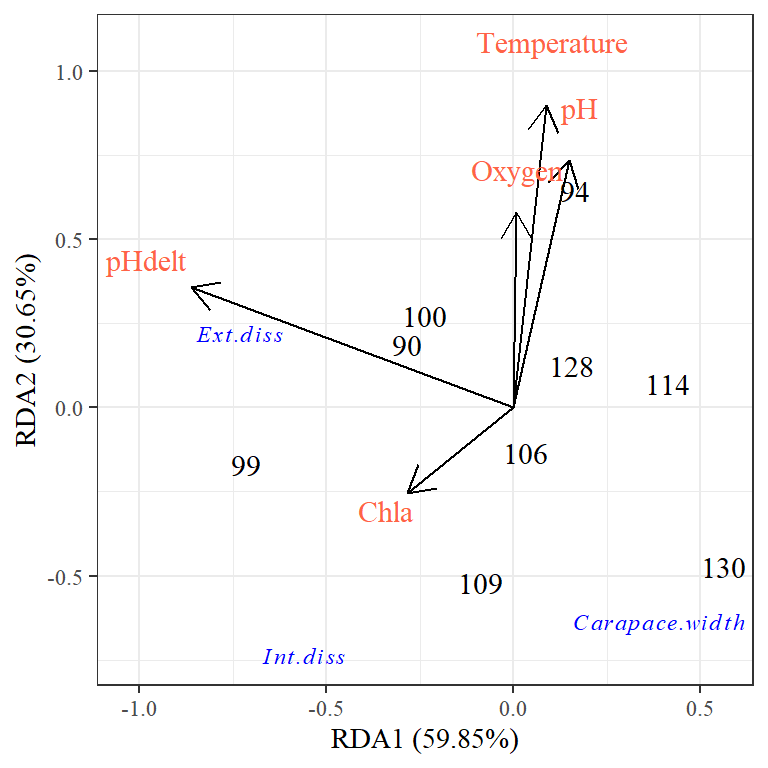 Temperature
1.0
pH
Oxygen
94
0.5
pHdelt
100
Ext.diss
90
128
114
0.0
106
99
Chla
-0.5
109
130
Carapace.width
Int.diss
-1.0 -0.5 0.0 0.5
RDA1 (59.85%)
RDA2 (30.65%)